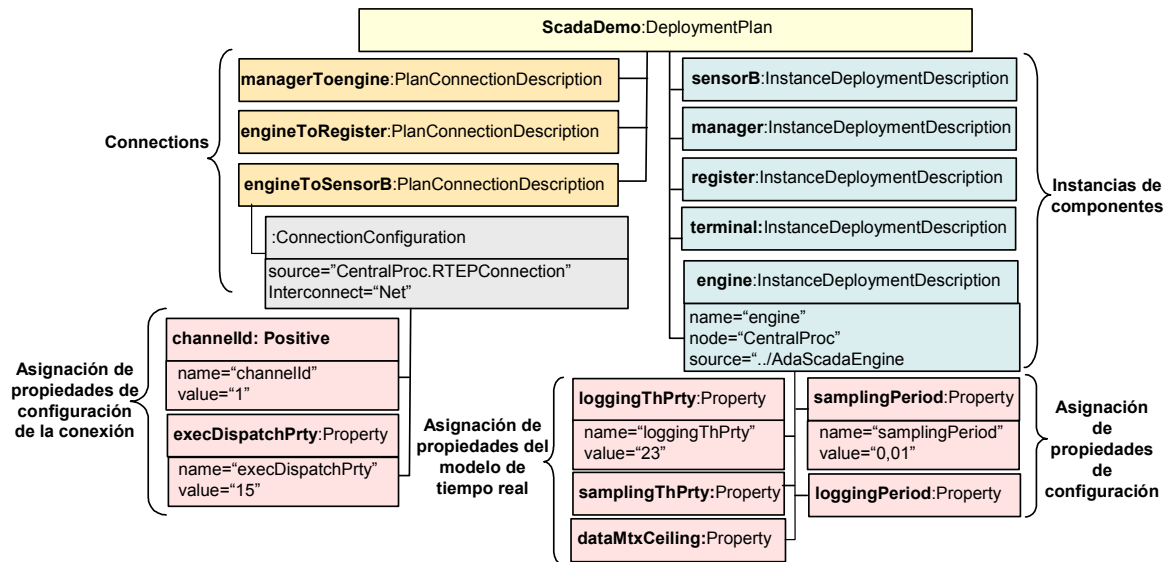 ScadaDemo:DeploymentPlan
Connections
managerToengine:PlanConnectionDescription
engineToRegister:PlanConnectionDescription
engineToSensorB:PlanConnectionDescription
:ConnectionConfiguration
source="CentralProc.RTEPConnection"
Interconnect="Net"
Asignación de
propiedades de
configuración
de la conexión
channelId: Positive
name="channelId"
value="1"
execDispatchPrty:Property
name="execDispatchPrty"
value="15"
sensorB:InstanceDeploymentDescription
manager:InstanceDeploymentDescription
register:InstanceDeploymentDescription
terminal:InstanceDeploymentDescription
engine:InstanceDeploymentDescription
name="engine"
node="CentralProc"
source="../AdaScadaEngine
Instancias de
componentes
Asignación de
propiedades del
modelo de
tiempo real
loggingThPrty:Property
name="loggingThPrty"
value="23"
samplingThPrty:Property
dataMtxCeiling:Property
samplingPeriod:Property
name="samplingPeriod"
value="0,01"
loggingPeriod:Property
Asignación
de
propiedades
de
configuración